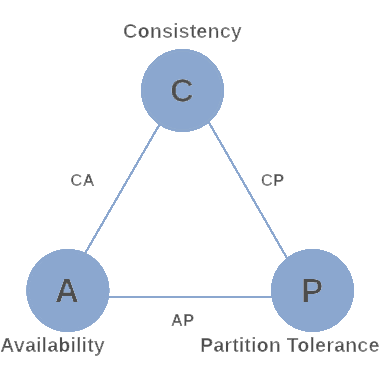 Consistency
C
CA
CP
A
P
AP
Availability
Partition Tolerance